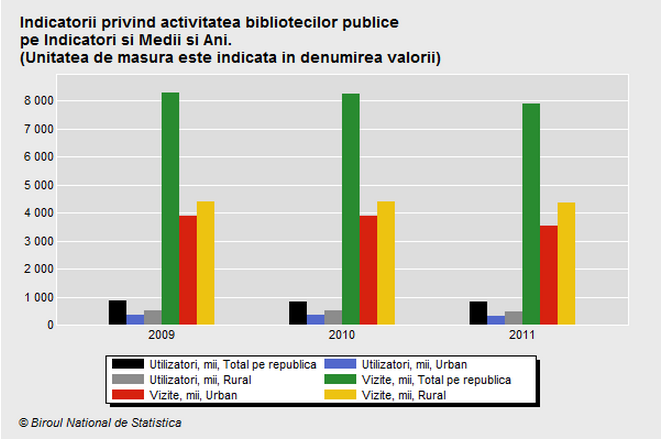 Indicatorii privind activitatea bibliotecilor publice
pe Indicatori si Medii si Ani.
(Unitatea de masura este indicata in denumirea valorii)
8 000
7 000
6 000
5 000
4 000
3 000
2 000
1 000
0
2009 2010 2011
Utilizatori, mii, Total pe republica Utilizatori, mii, Urban
Utilizatori, mii, Rural Vizite, mii, Total pe republica
Vizite, mii, Urban Vizite, mii, Rural
© Biroul National de Statistica